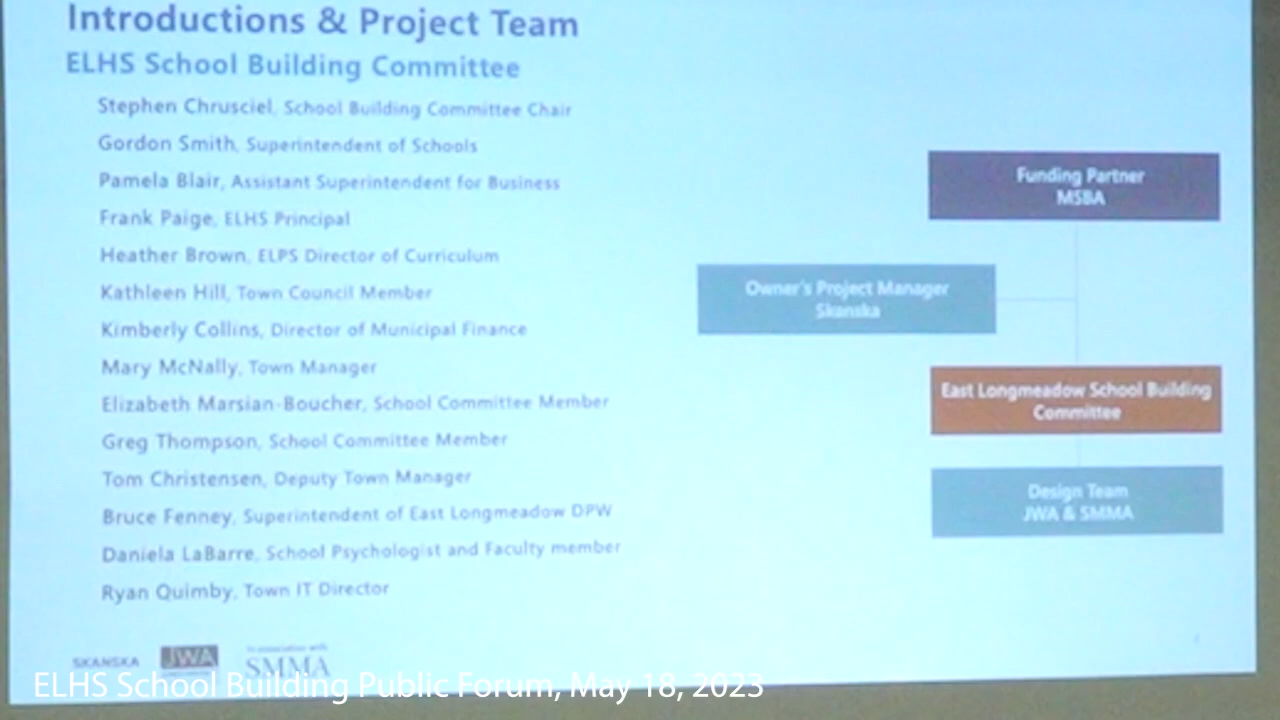 Introductions & Project Team
ELHS School Building Committee
Stephen Chrusciel, School Building Committee Chair
Gordon Smith, Superintendent of Schools
Pamela Blair, Assistant Superintendent for Business
Frank Paige, ELHS Principal
Heather Brown, ELPS Director of Curriculum
Kathleen Hill, Town Council Member
Kimberly Collins, Director of Municipal Finance
Mary McNally, Town Manager
Elizabeth Marsian-Boucher, School Committee Member
Greg Thompson, School Committee Member
Tom Christensen, Deputy Town Manager
Bruce Fenney, Superintendent of East Longmeadow DPW
Daniela LaBarre, School Psychologist and Faculty member
Ryan Quimby, Town IT Director
Funding Partner
MSBA
Owner's Project Manager
Skanska
East Longmeadow School Building
Committee
Design Team
JWA & SMMA
SKANSKA
JWA
In association with
SMMA
ELHS School Building Public Forum, May 18, 2023